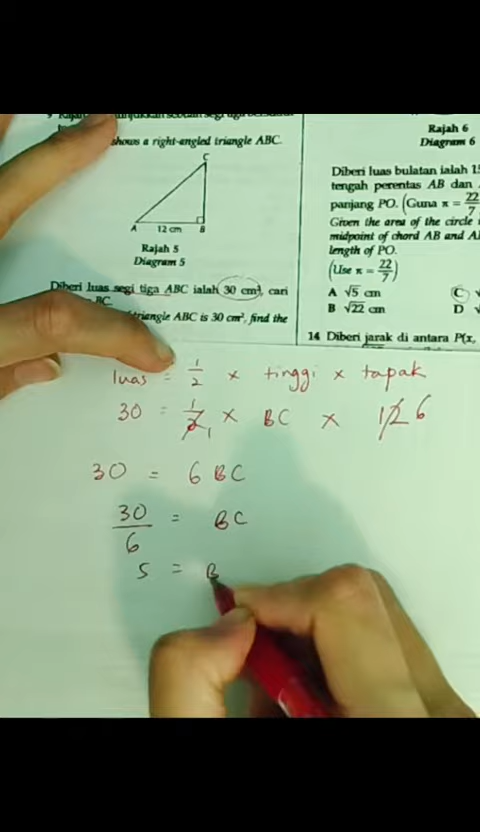 shows a right-angled triangle ABC.
C
A
12 cm
B
Rajah 5
Diagram 5
Diberi luas segi tiga ABC ialah 30 cm², cari
BC.
triangle ABC is 30 cm², find the
Rajah 6
Diagram 6
Diberi luas bulatan ialah 15
tengah perentas AB dan
panjang PO. (Guna π = 22/7
Given the area of the circle
midpoint of chord AB and
length of PO.
(Use π = 22/7)
A √5 cm
C
B √22 cm
D
14 Diberi jarak di antara P(x,
luas = 1/2 × tinggi × tapak
30 = 1/2 1 × BC × 12 6
30 = 6 BC
30/6 = BC
5 = B